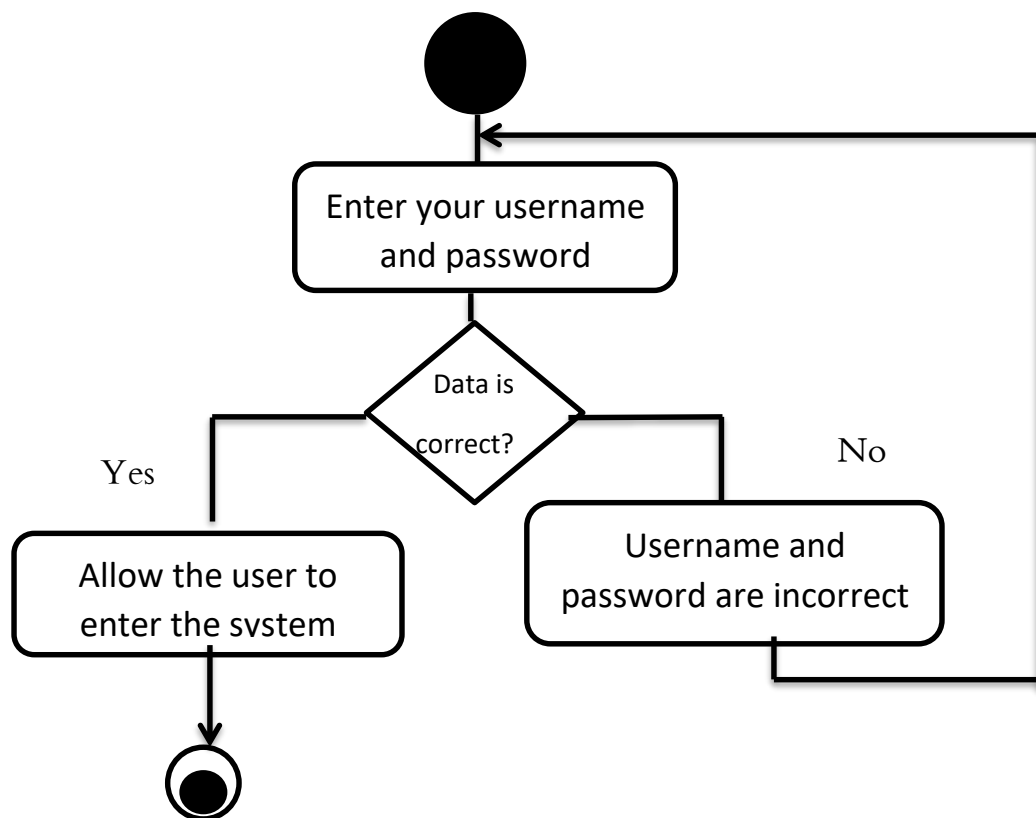 Enter your username
and password
Data is
correct?
Yes
No
Allow the user to
enter the system
Username and
password are incorrect